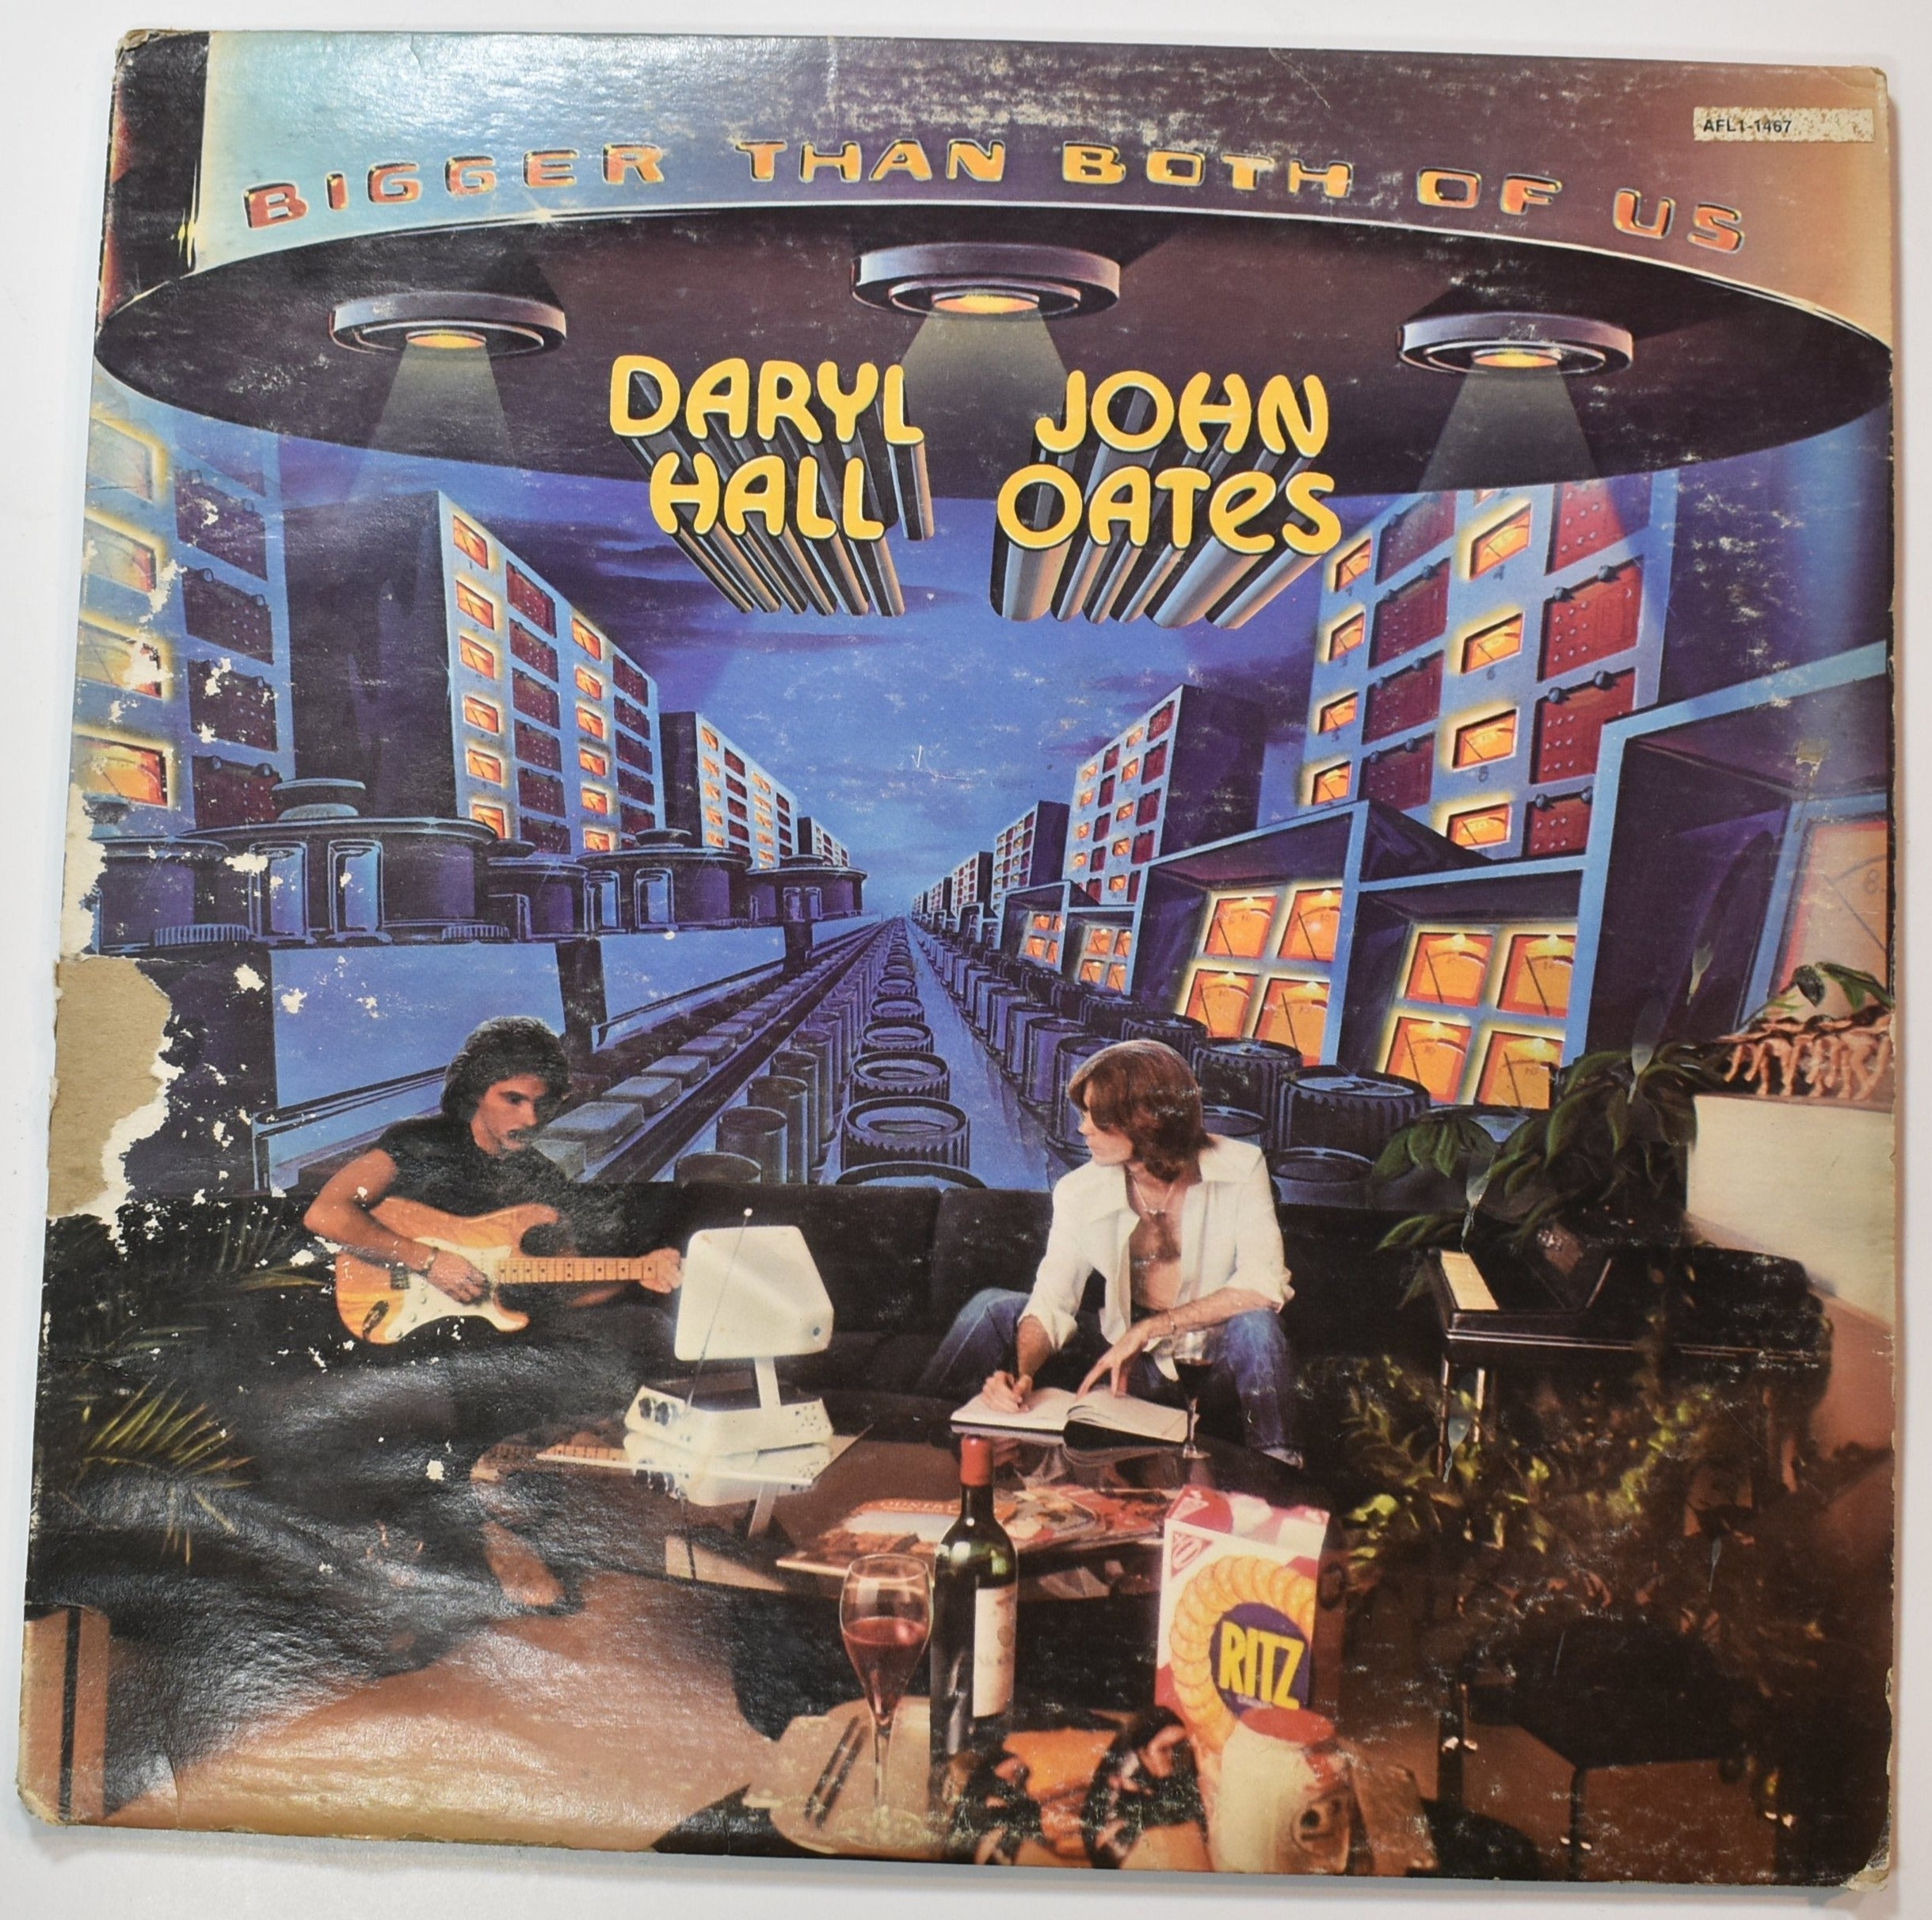 AFL1-1467
BIGGER THAN BOTH OF US
DARYL JOHN
HALL OATES
RITZ